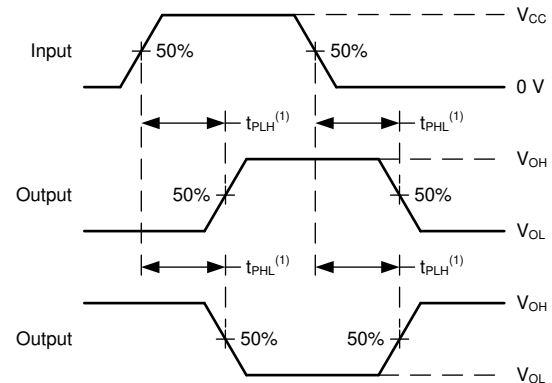 V_CC
Input 50% 50%
0 V
t_PLH^(1) t_PHL^(1)
V_OH
Output 50% 50%
V_OL
t_PHL^(1) t_PLH^(1)
V_OH
Output 50% 50%
V_OL